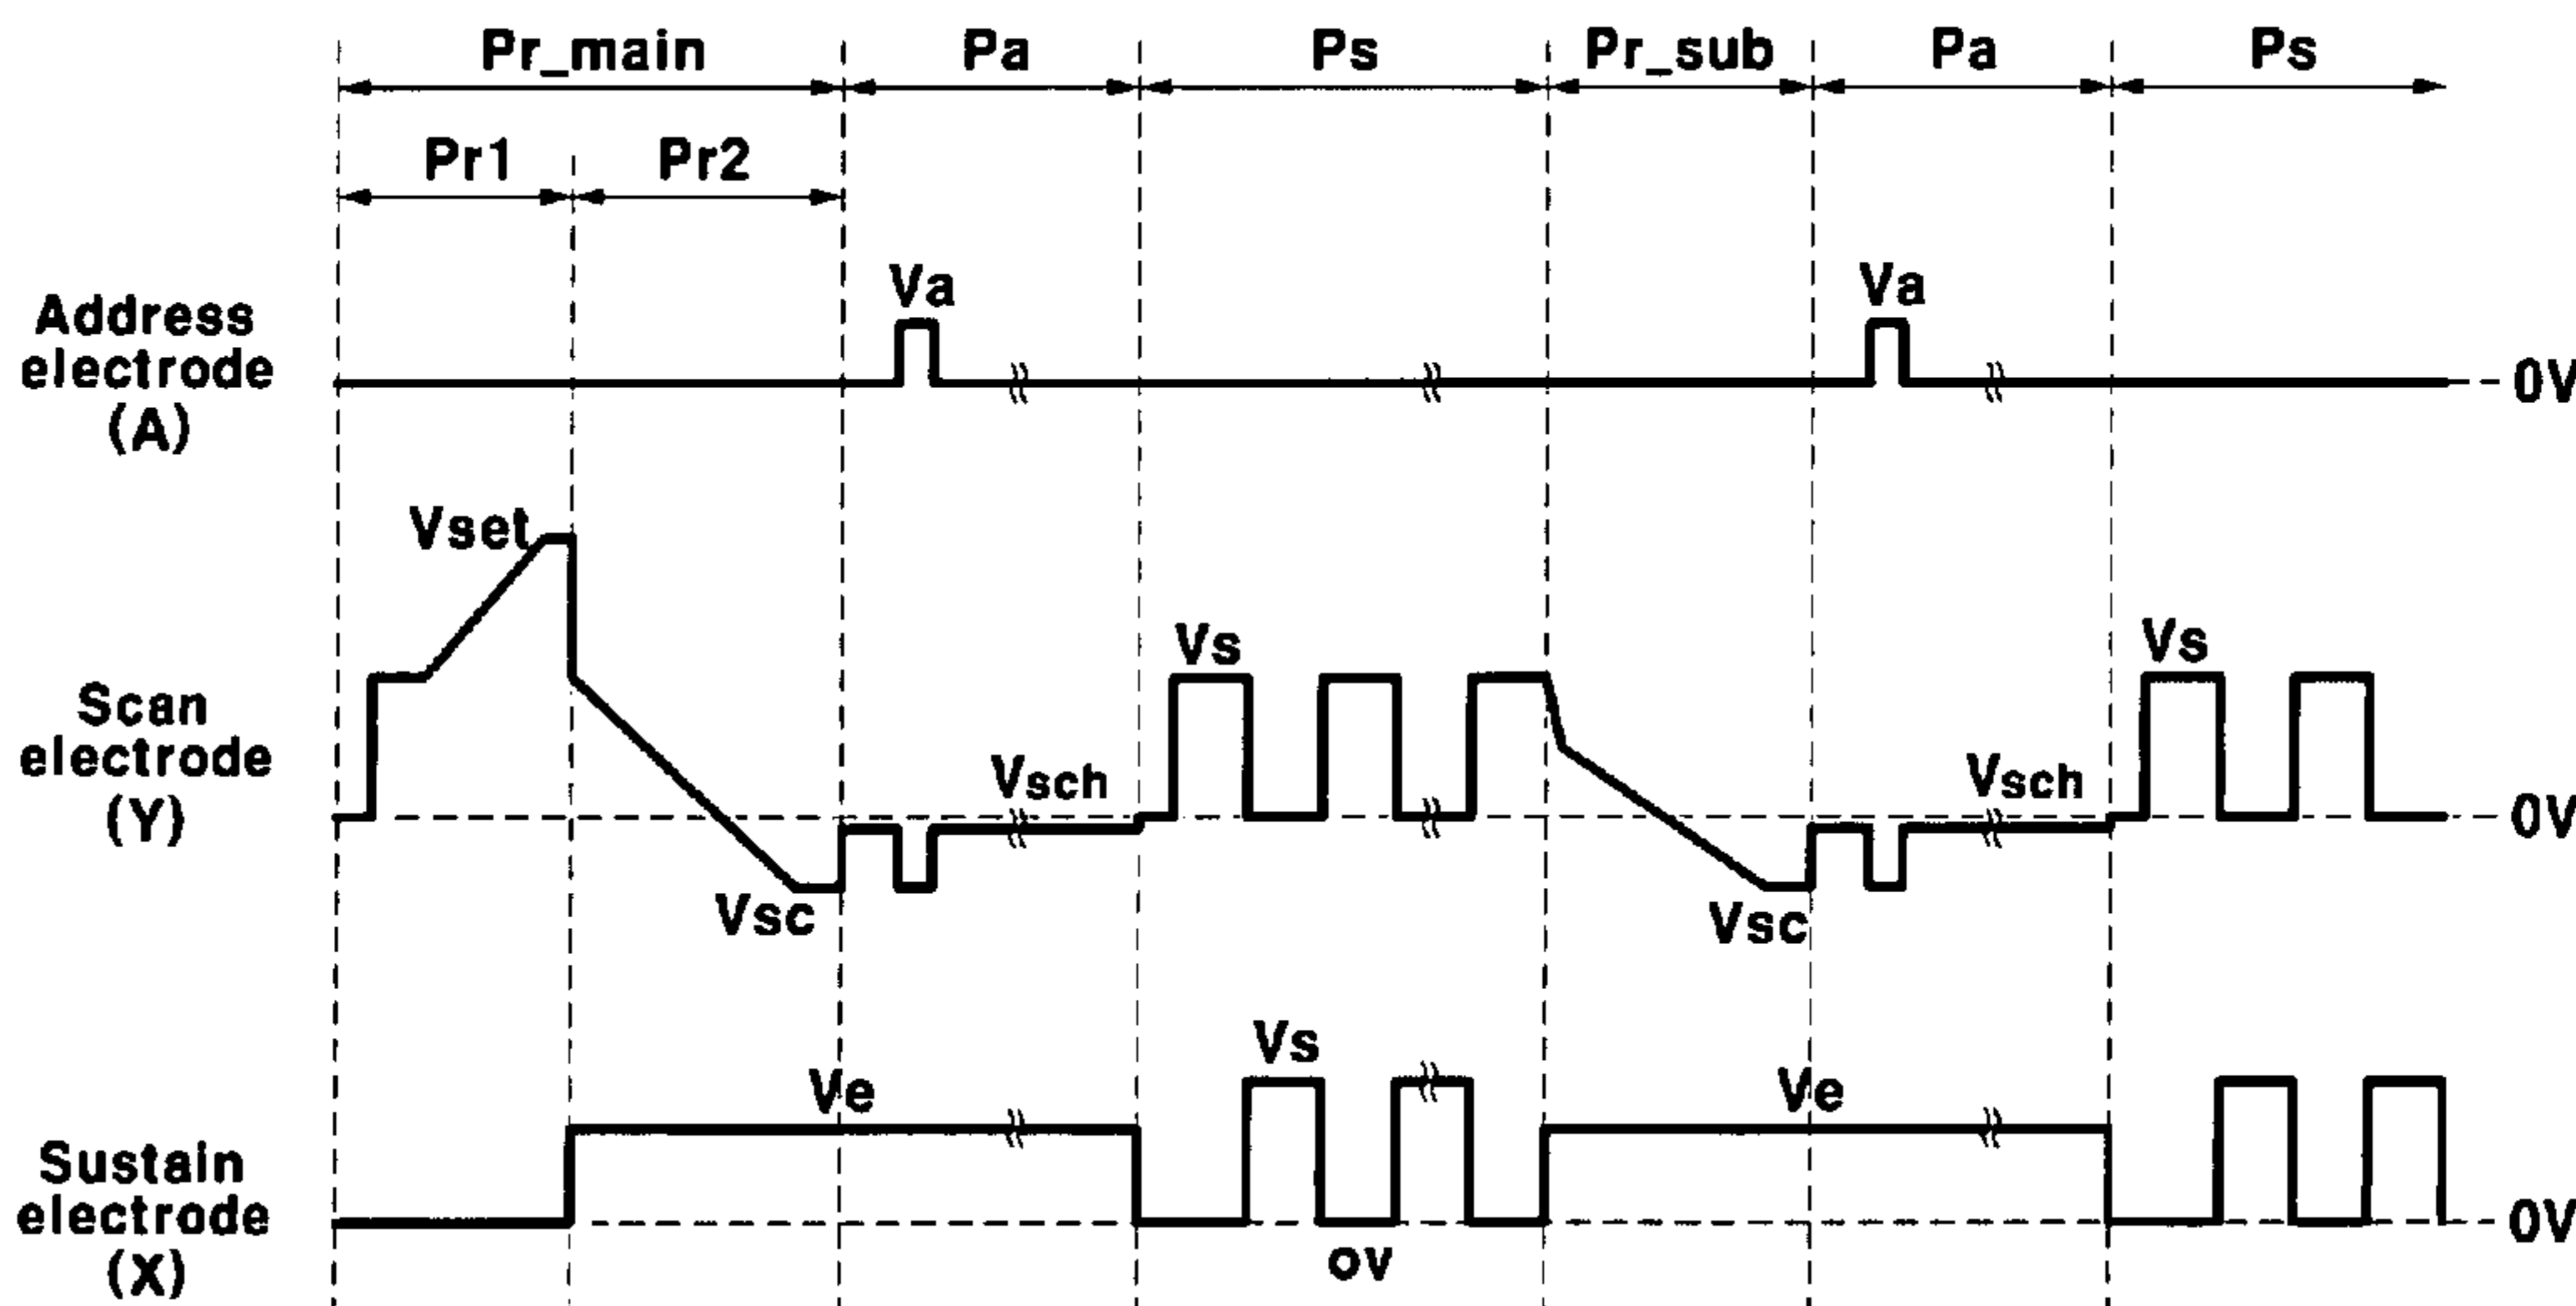 Pr_main Pa Ps Pr_sub Pa Ps
Pr1 Pr2
Va Va
Address
electrode
(A)
0V
Vset
Vs Vs
Scan
electrode
(Y)
Vsch Vsch
0V
Vsc Vsc
Vs
Ve Ve
Sustain
electrode
(X)
0V
ov